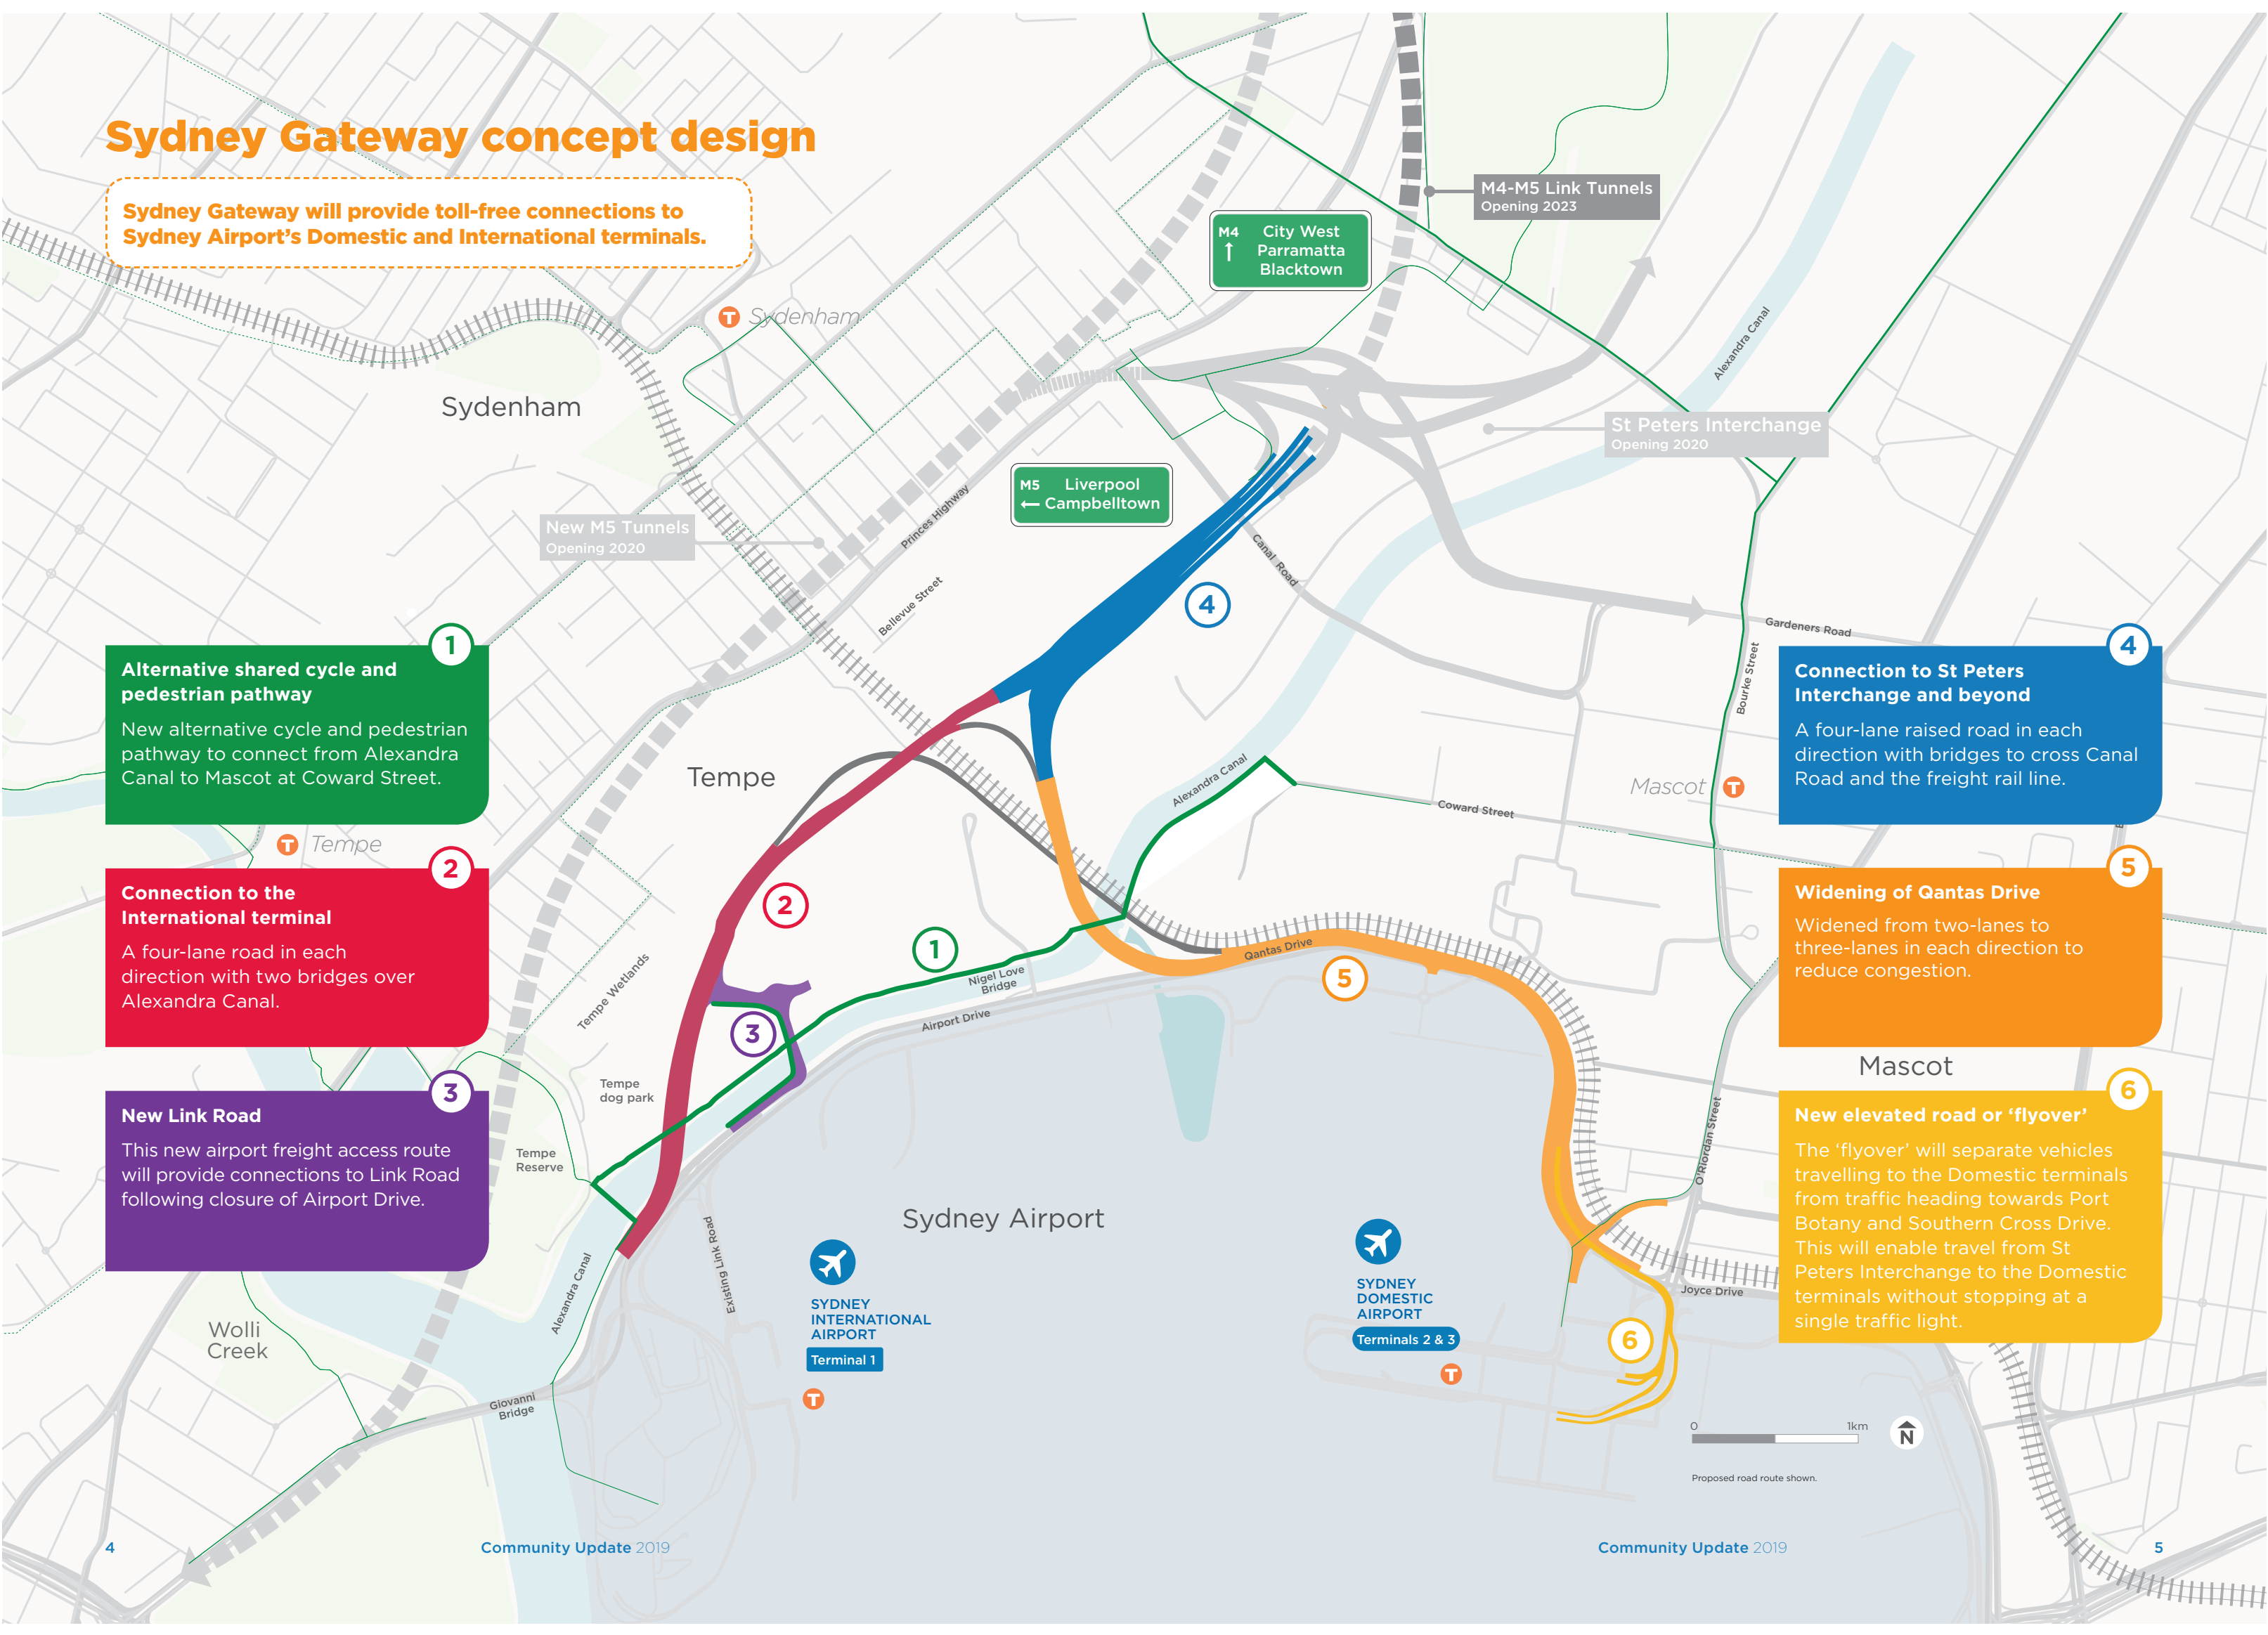 Sydney Gateway concept design
Sydney Gateway will provide toll-free connections to
Sydney Airport's Domestic and International terminals.
M4-M5 Link Tunnels
Opening 2023
M4
↑
City West
Parramatta
Blacktown
T Sydenham
Alexandra Canal
Sydenham
St Peters Interchange
Opening 2020
M5
←
Liverpool
Campbelltown
New M5 Tunnels
Opening 2020
Princes Highway
Canal Road
Bellevue Street
4
Gardeners Road
Bourke Street
1
Alternative shared cycle and
pedestrian pathway
New alternative cycle and pedestrian
pathway to connect from Alexandra
Canal to Mascot at Coward Street.
4
Connection to St Peters
Interchange and beyond
A four-lane raised road in each
direction with bridges to cross Canal
Road and the freight rail line.
Tempe
Alexandra Canal
Mascot T
Coward Street
T Tempe
2
Connection to the
International terminal
A four-lane road in each
direction with two bridges over
Alexandra Canal.
2
1
Qantas Drive
5
Nigel Love
Bridge
Airport Drive
Tempe Wetlands
3
5
Widening of Qantas Drive
Widened from two-lanes to
three-lanes in each direction to
reduce congestion.
Mascot
Tempe
dog park
3
New Link Road
This new airport freight access route
will provide connections to Link Road
following closure of Airport Drive.
Tempe
Reserve
O'Riordan Street
6
New elevated road or 'flyover'
The 'flyover' will separate vehicles
travelling to the Domestic terminals
from traffic heading towards Port
Botany and Southern Cross Drive.
This will enable travel from St
Peters Interchange to the Domestic
terminals without stopping at a
single traffic light.
Sydney Airport
Existing Link Road
Alexandra Canal
SYDNEY
INTERNATIONAL
AIRPORT
Terminal 1
T
SYDNEY
DOMESTIC
AIRPORT
Terminals 2 & 3
T
Joyce Drive
6
Wolli
Creek
Giovanni
Bridge
0 1km
N
Proposed road route shown.
4
Community Update 2019
Community Update 2019
5